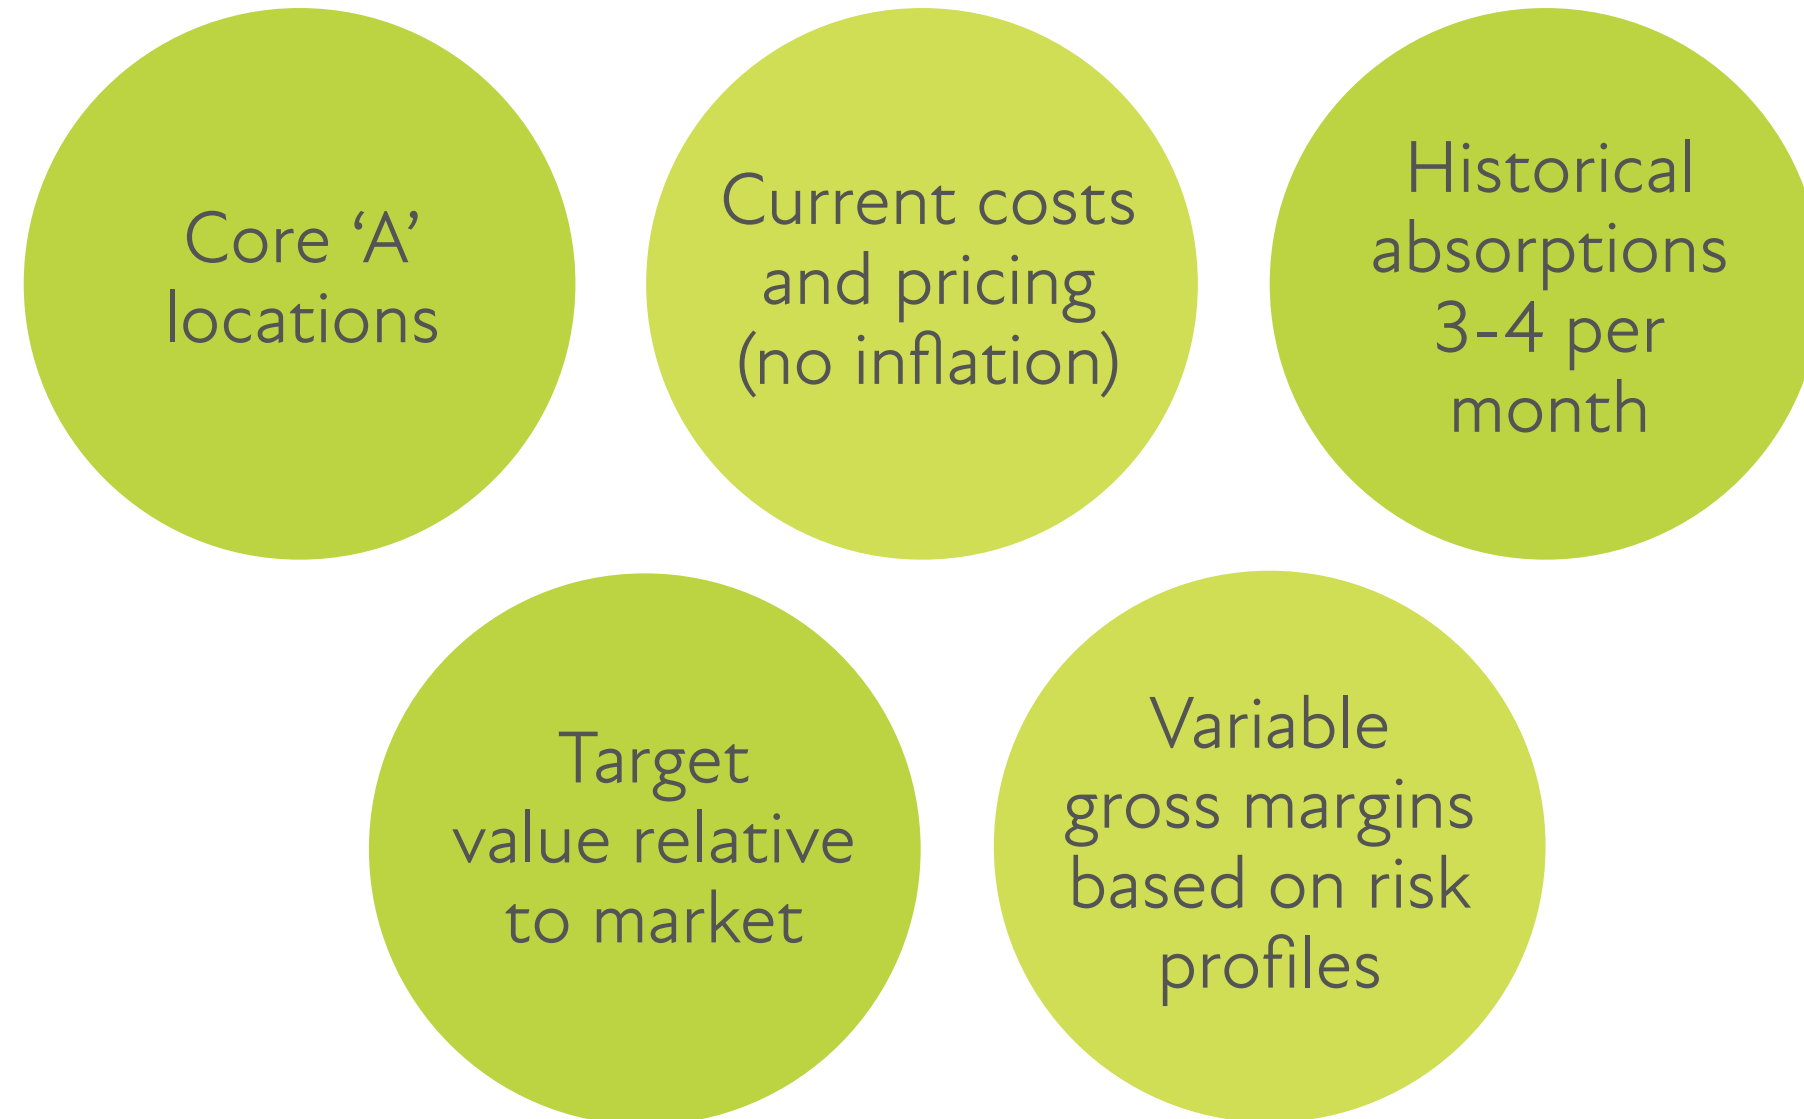 Core ‘A’
locations
Current costs
and pricing
(no inflation)
Historical
absorptions
3-4 per
month
Target
value relative
to market
Variable
gross margins
based on risk
profiles